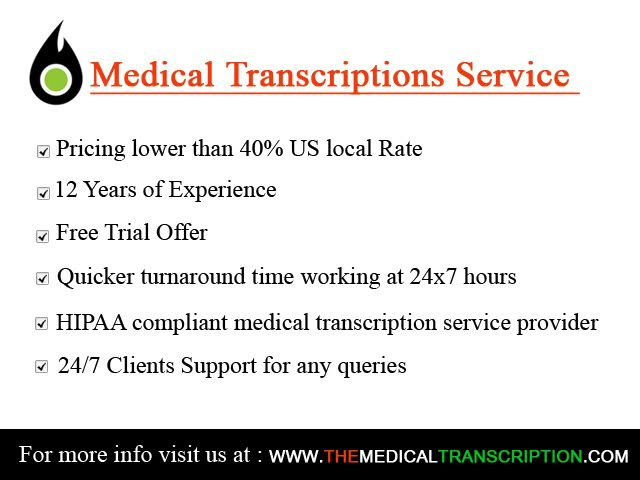 Medical Transcriptions Service
Pricing lower than 40% US local Rate
12 Years of Experience
Free Trial Offer
Quicker turnaround time working at 24x7 hours
HIPAA compliant medical transcription service provider
24/7 Clients Support for any queries
For more info visit us at : WWW.THEMEDICALTRANSCRIPTION.COM